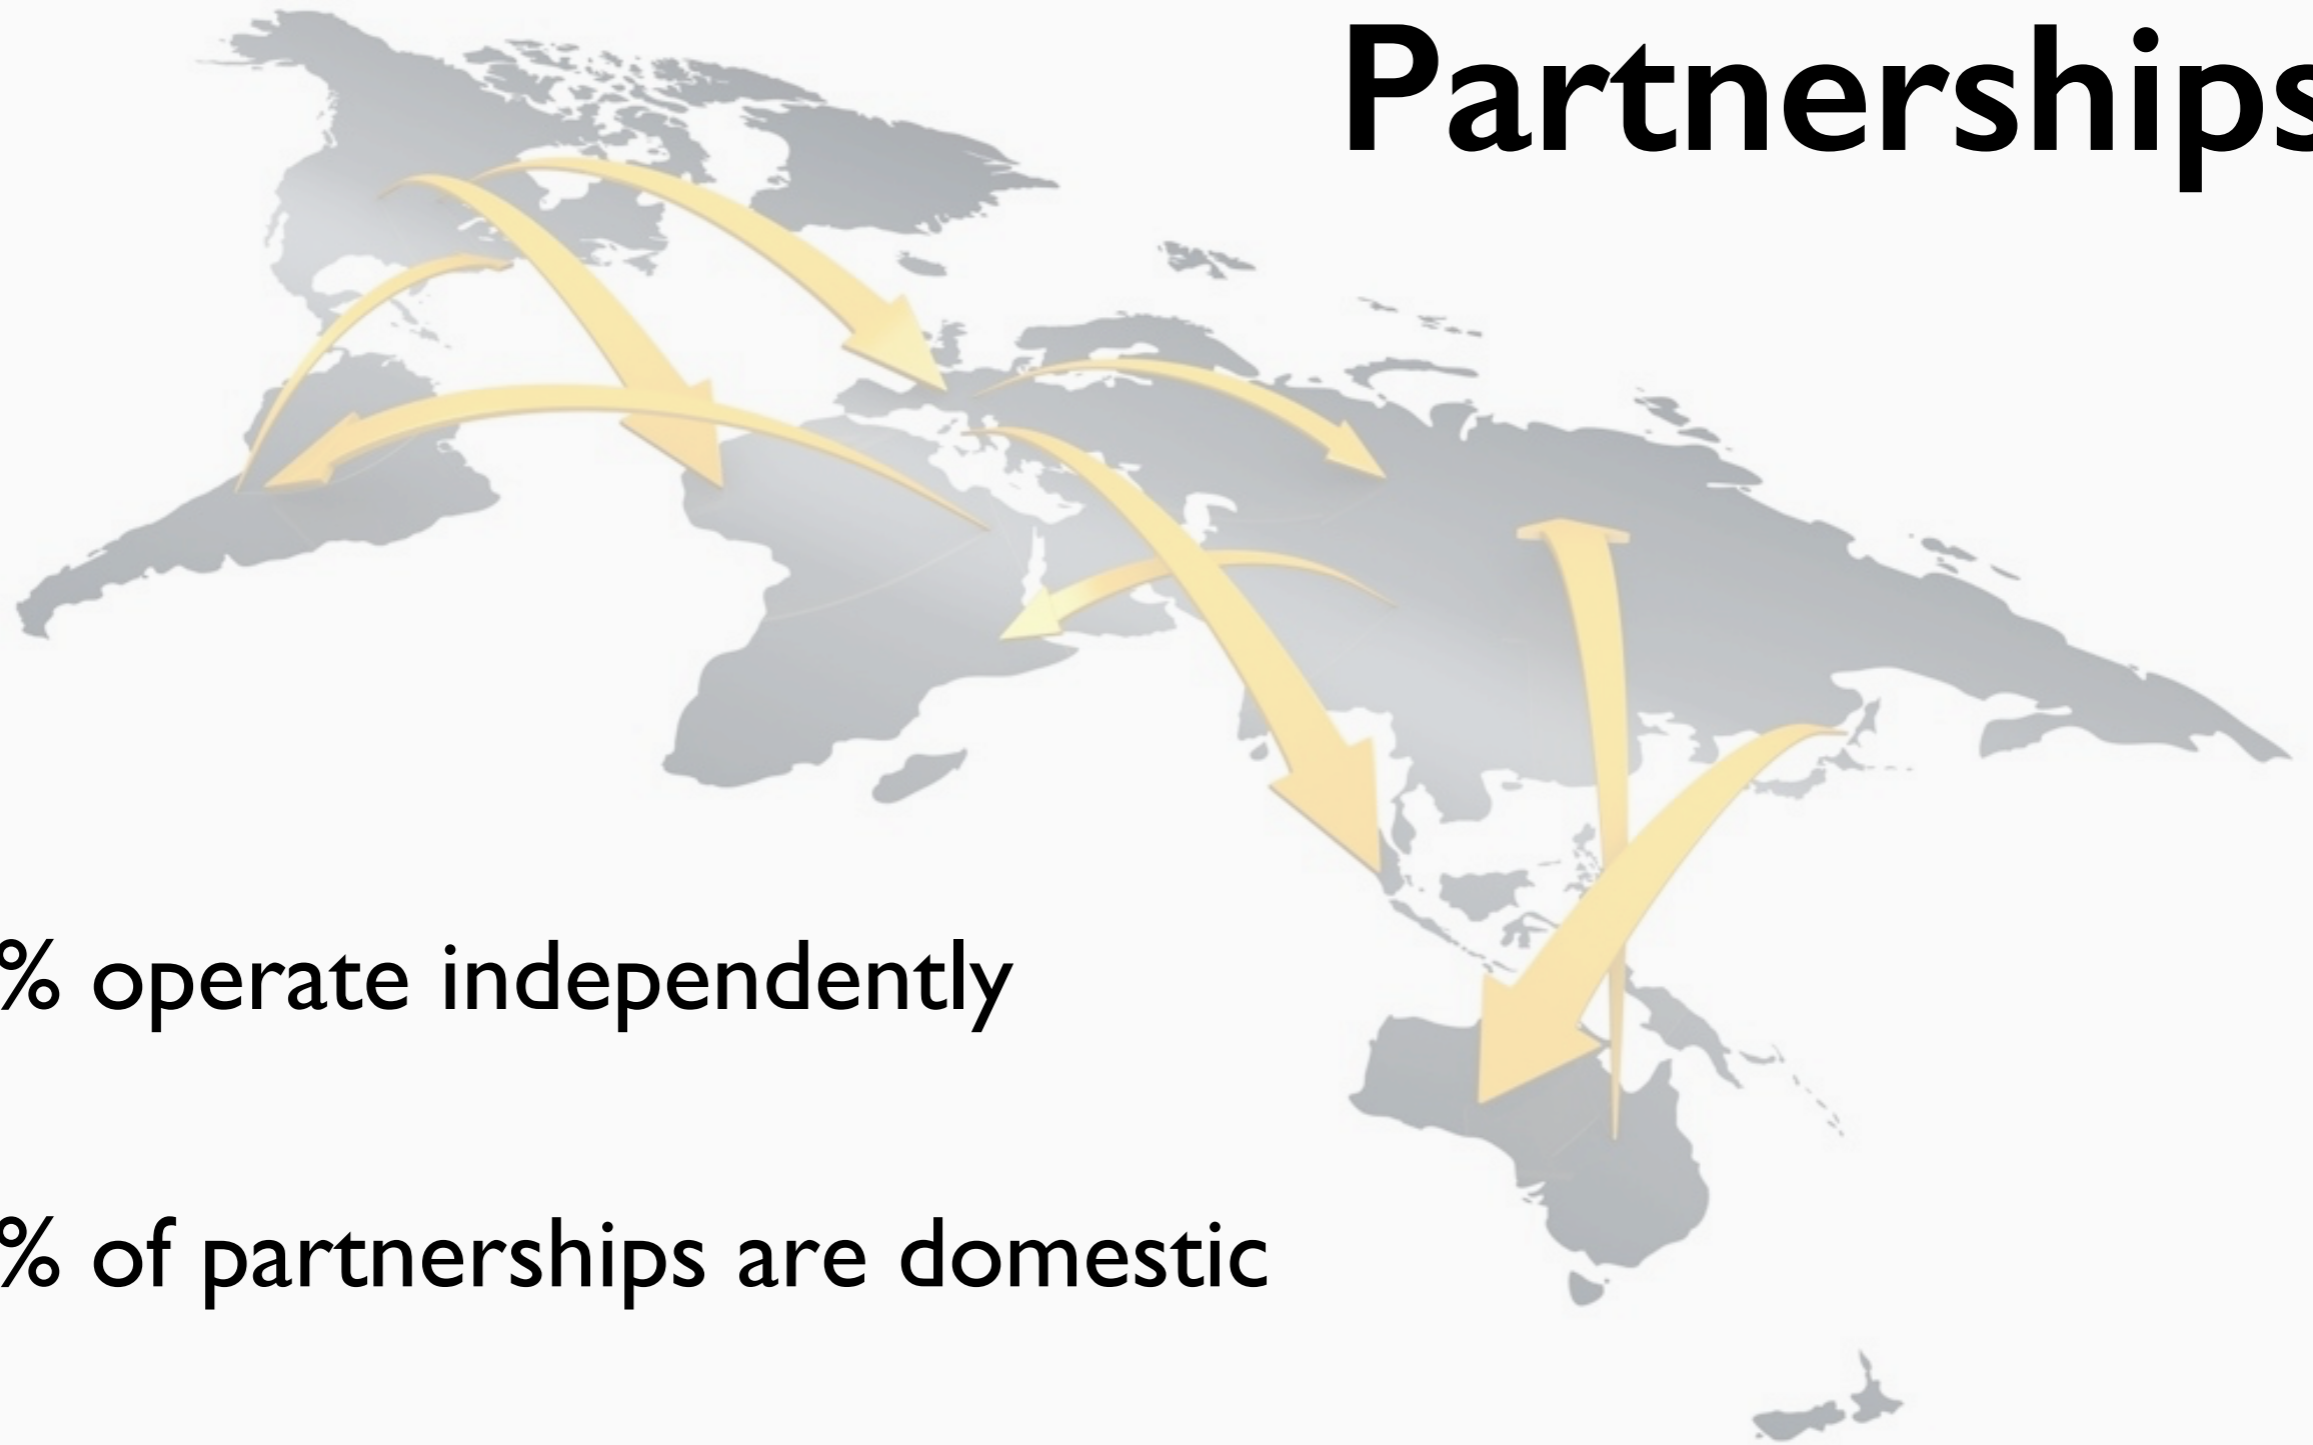 Partnerships
% operate independently
% of partnerships are domestic